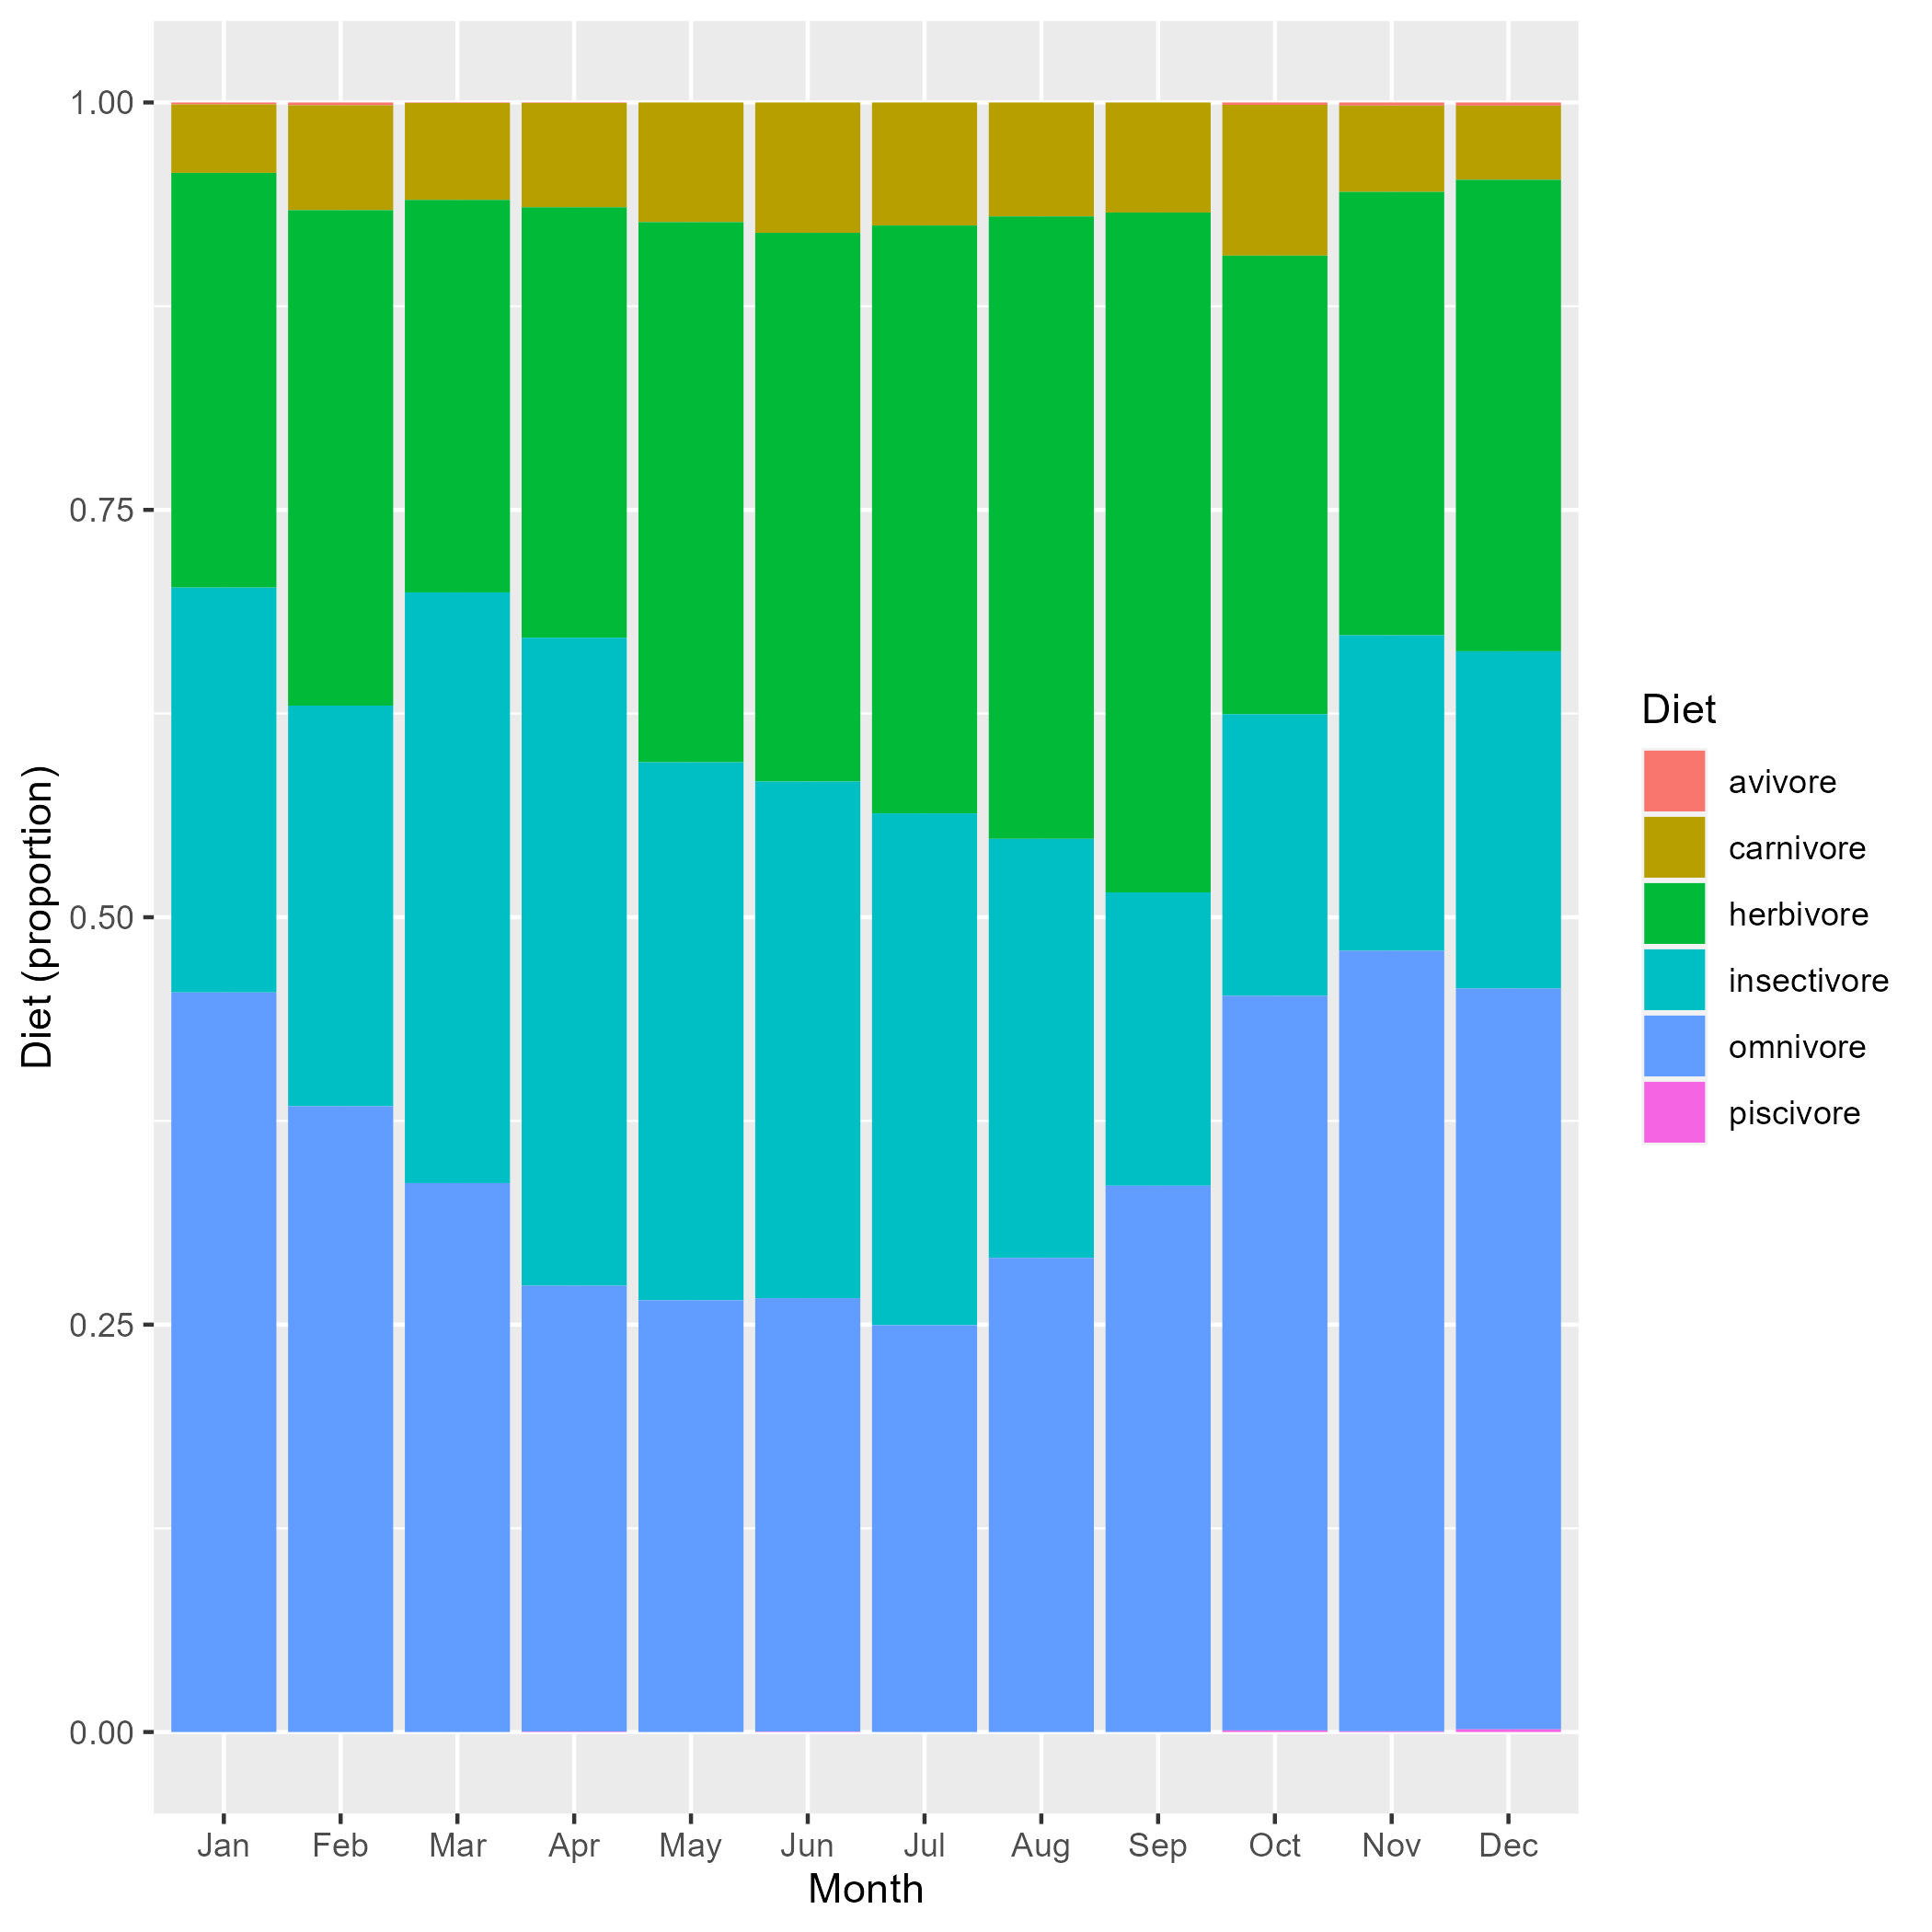 1.00
0.75
0.50
0.25
0.00
Diet (proportion)
Jan Feb Mar Apr May Jun Jul Aug Sep Oct Nov Dec
Month
Diet
avivore
carnivore
herbivore
insectivore
omnivore
piscivore